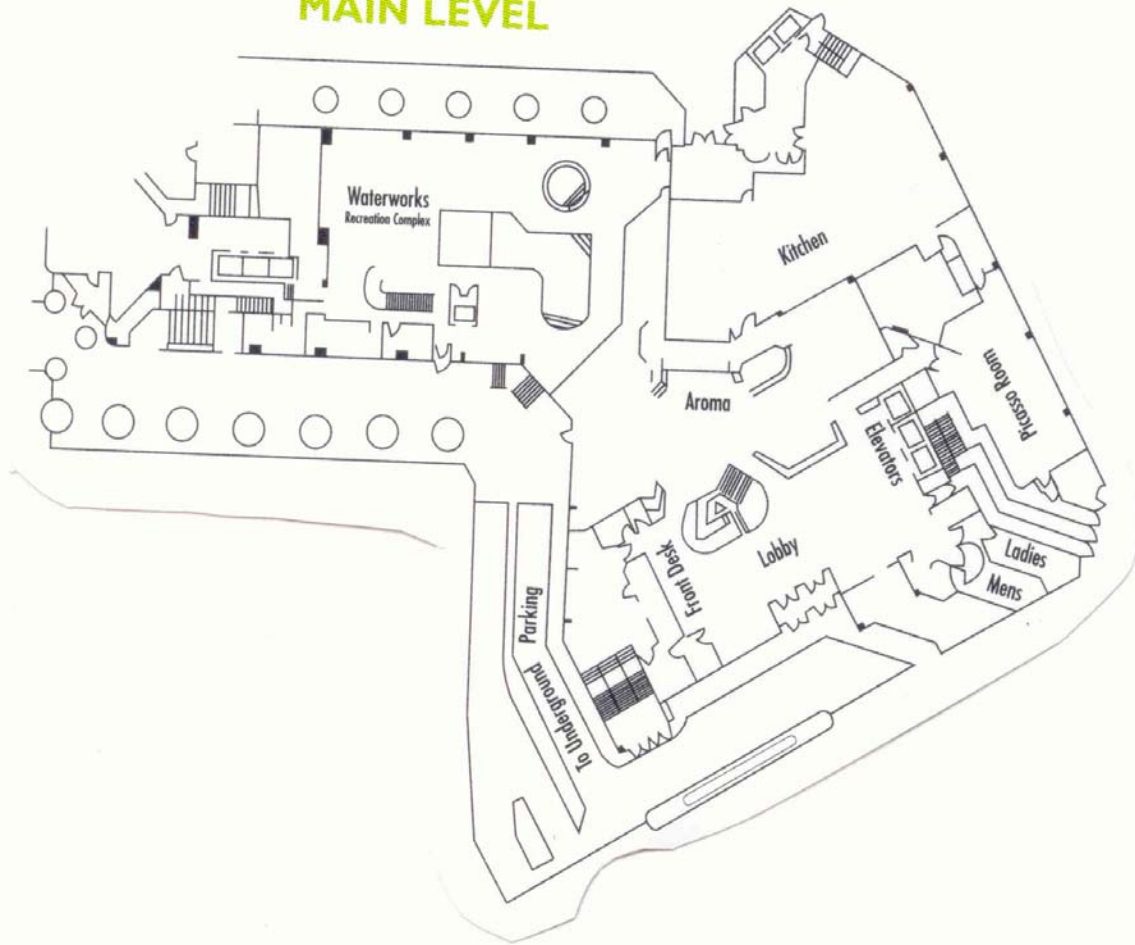 MAIN LEVEL
Waterworks
Recreation Complex
Kitchen
Picasso Room
Aroma
Elevators
Lobby
Front Desk
Ladies
Mens
Parking
To Underground